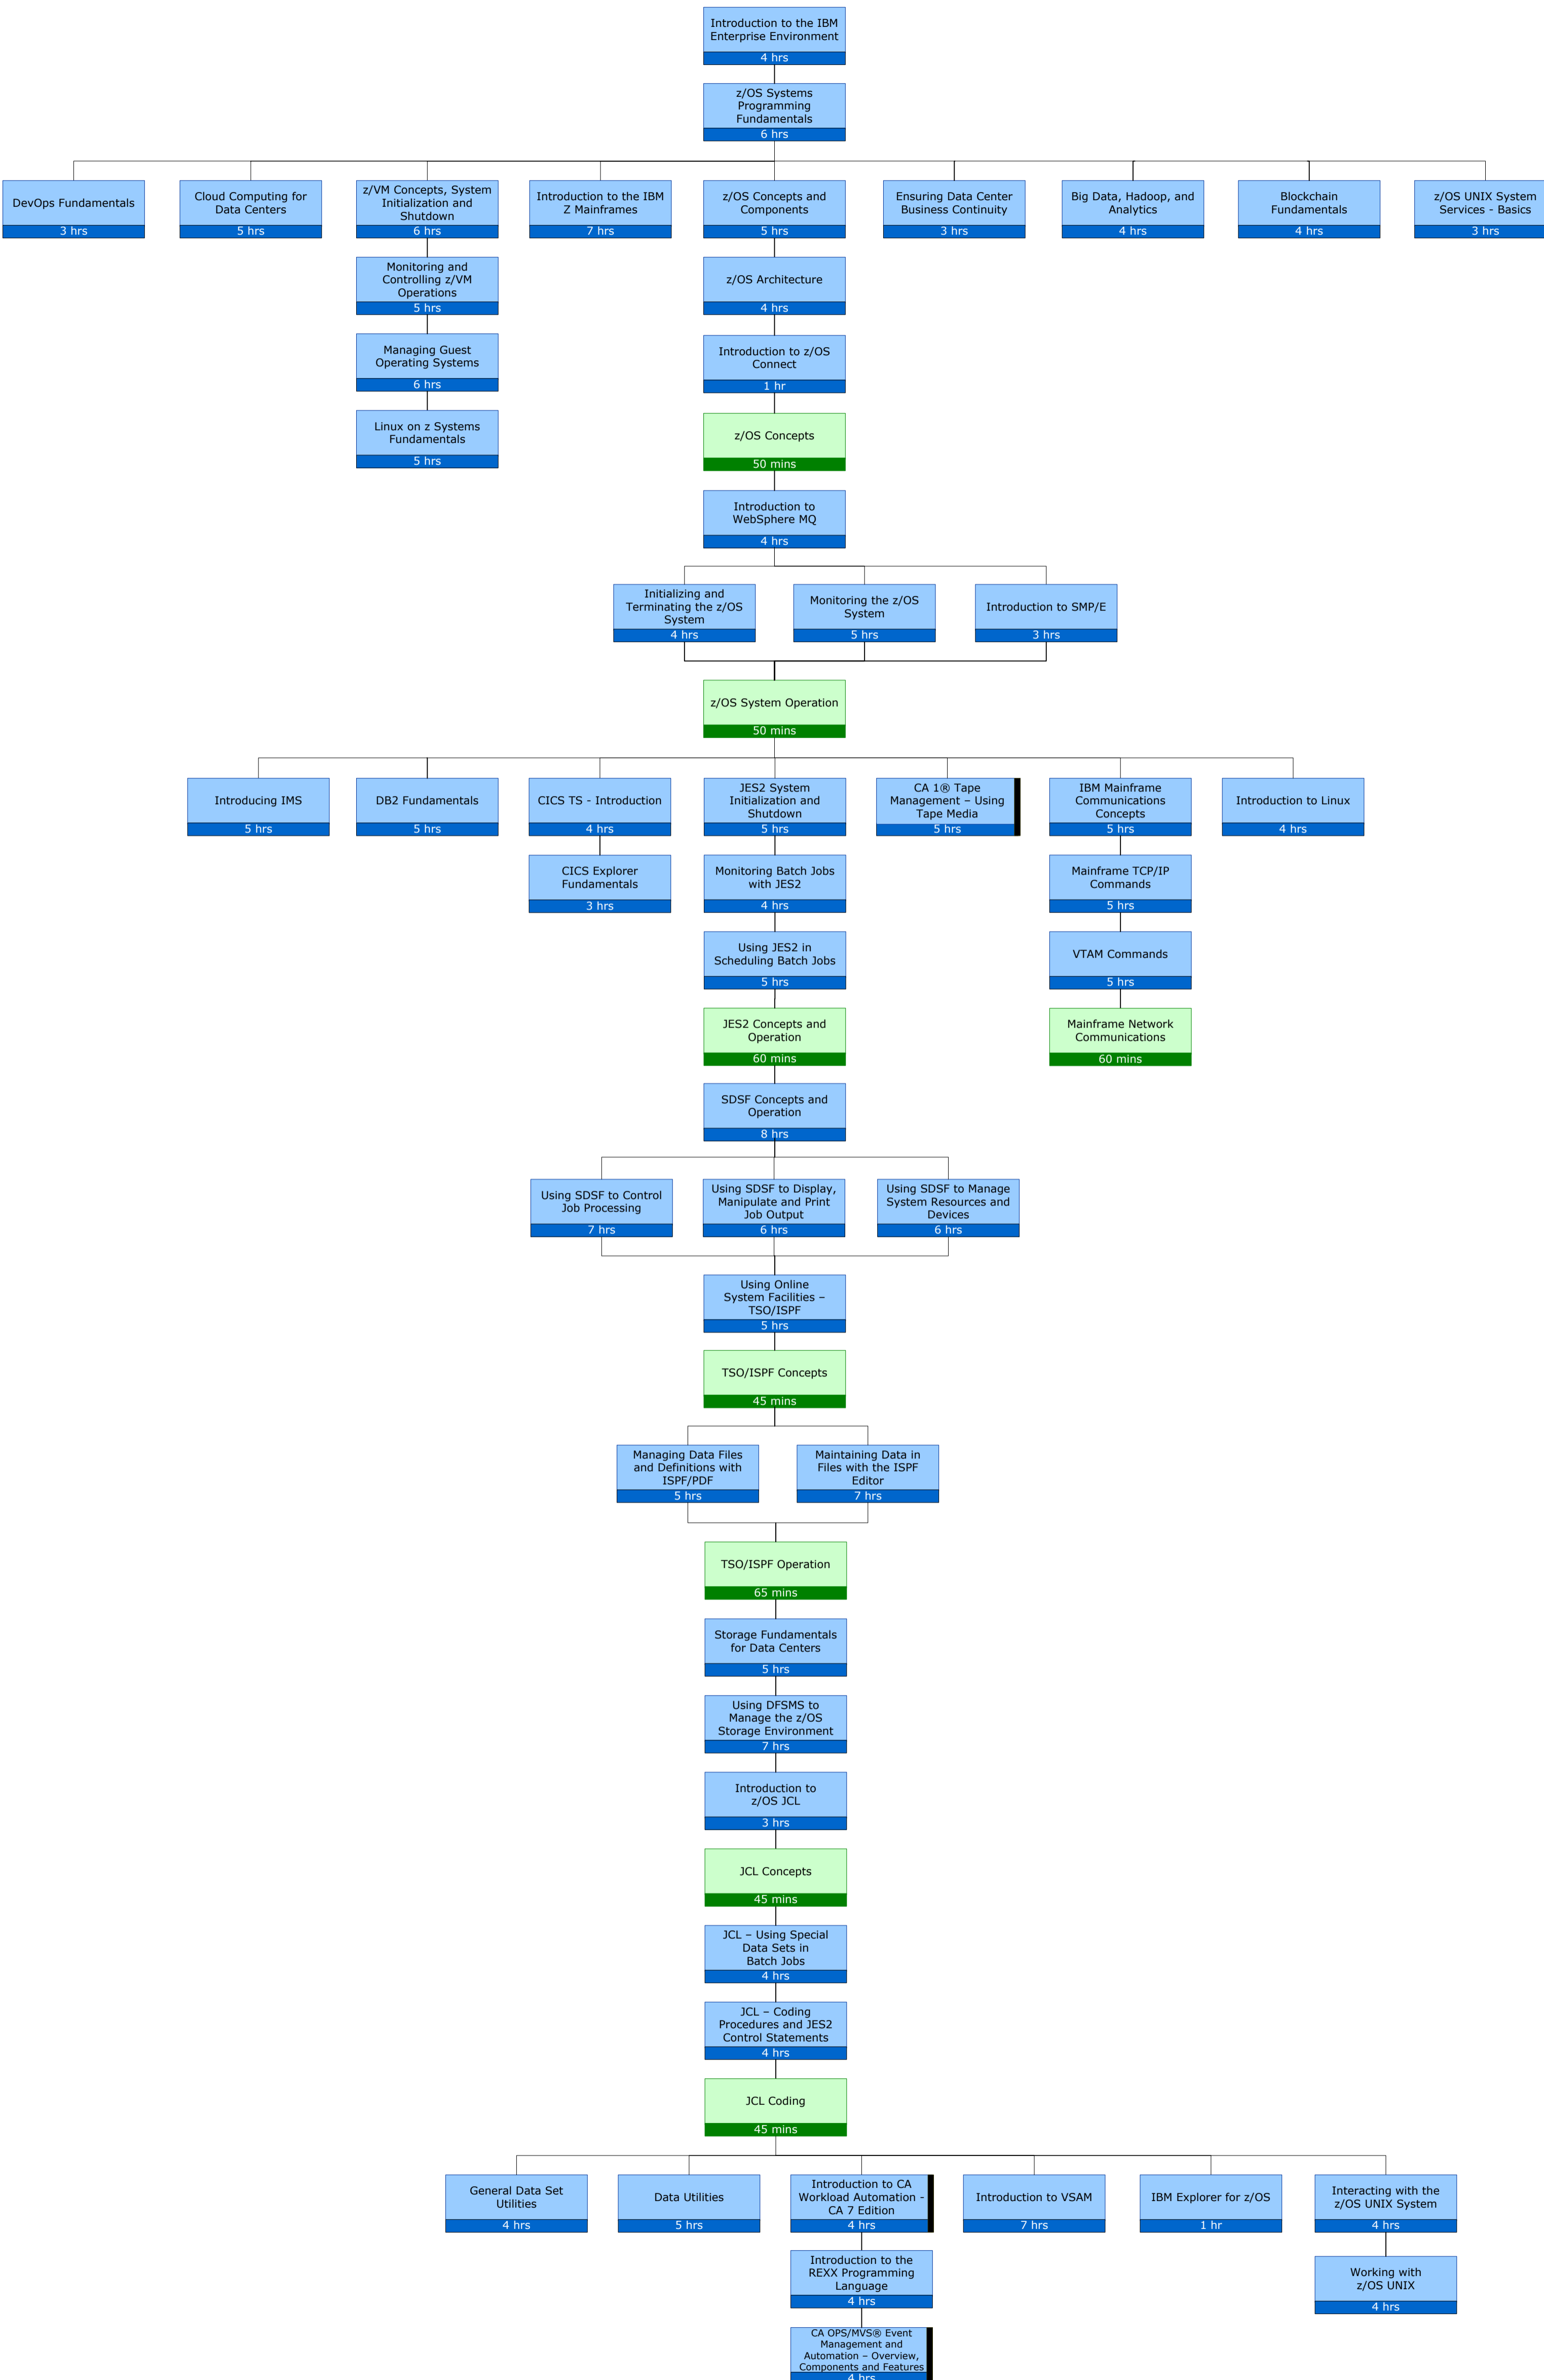 Introduction to the IBM
Enterprise Environment
4 hrs
z/OS Systems
Programming
Fundamentals
6 hrs
DevOps Fundamentals
3 hrs
Cloud Computing for
Data Centers
5 hrs
z/VM Concepts, System
Initialization and
Shutdown
6 hrs
Introduction to the IBM
Z Mainframes
7 hrs
z/OS Concepts and
Components
5 hrs
Ensuring Data Center
Business Continuity
3 hrs
Big Data, Hadoop, and
Analytics
4 hrs
Blockchain
Fundamentals
4 hrs
z/OS UNIX System
Services - Basics
3 hrs
Monitoring and
Controlling z/VM
Operations
5 hrs
z/OS Architecture
4 hrs
Managing Guest
Operating Systems
6 hrs
Introduction to z/OS
Connect
1 hr
Linux on z Systems
Fundamentals
5 hrs
z/OS Concepts
50 mins
Introduction to
WebSphere MQ
4 hrs
Initializing and
Terminating the z/OS
System
4 hrs
Monitoring the z/OS
System
5 hrs
Introduction to SMP/E
3 hrs
z/OS System Operation
50 mins
Introducing IMS
5 hrs
DB2 Fundamentals
5 hrs
CICS TS - Introduction
4 hrs
JES2 System
Initialization and
Shutdown
5 hrs
CA 1® Tape
Management – Using
Tape Media
5 hrs
IBM Mainframe
Communications
Concepts
5 hrs
Introduction to Linux
4 hrs
CICS Explorer
Fundamentals
3 hrs
Monitoring Batch Jobs
with JES2
4 hrs
Mainframe TCP/IP
Commands
5 hrs
Using JES2 in
Scheduling Batch Jobs
5 hrs
VTAM Commands
5 hrs
JES2 Concepts and
Operation
60 mins
Mainframe Network
Communications
60 mins
SDSF Concepts and
Operation
8 hrs
Using SDSF to Control
Job Processing
7 hrs
Using SDSF to Display,
Manipulate and Print
Job Output
6 hrs
Using SDSF to Manage
System Resources and
Devices
6 hrs
Using Online
System Facilities –
TSO/ISPF
5 hrs
TSO/ISPF Concepts
45 mins
Managing Data Files
and Definitions with
ISPF/PDF
5 hrs
Maintaining Data in
Files with the ISPF
Editor
7 hrs
TSO/ISPF Operation
65 mins
Storage Fundamentals
for Data Centers
5 hrs
Using DFSMS to
Manage the z/OS
Storage Environment
7 hrs
Introduction to
z/OS JCL
3 hrs
JCL Concepts
45 mins
JCL – Using Special
Data Sets in
Batch Jobs
4 hrs
JCL – Coding
Procedures and JES2
Control Statements
4 hrs
JCL Coding
45 mins
General Data Set
Utilities
4 hrs
Data Utilities
5 hrs
Introduction to CA
Workload Automation -
CA 7 Edition
4 hrs
Introduction to VSAM
7 hrs
IBM Explorer for z/OS
1 hr
Interacting with the
z/OS UNIX System
4 hrs
Introduction to the
REXX Programming
Language
4 hrs
Working with
z/OS UNIX
4 hrs
CA OPS/MVS® Event
Management and
Automation – Overview,
Components and Features
4 hrs